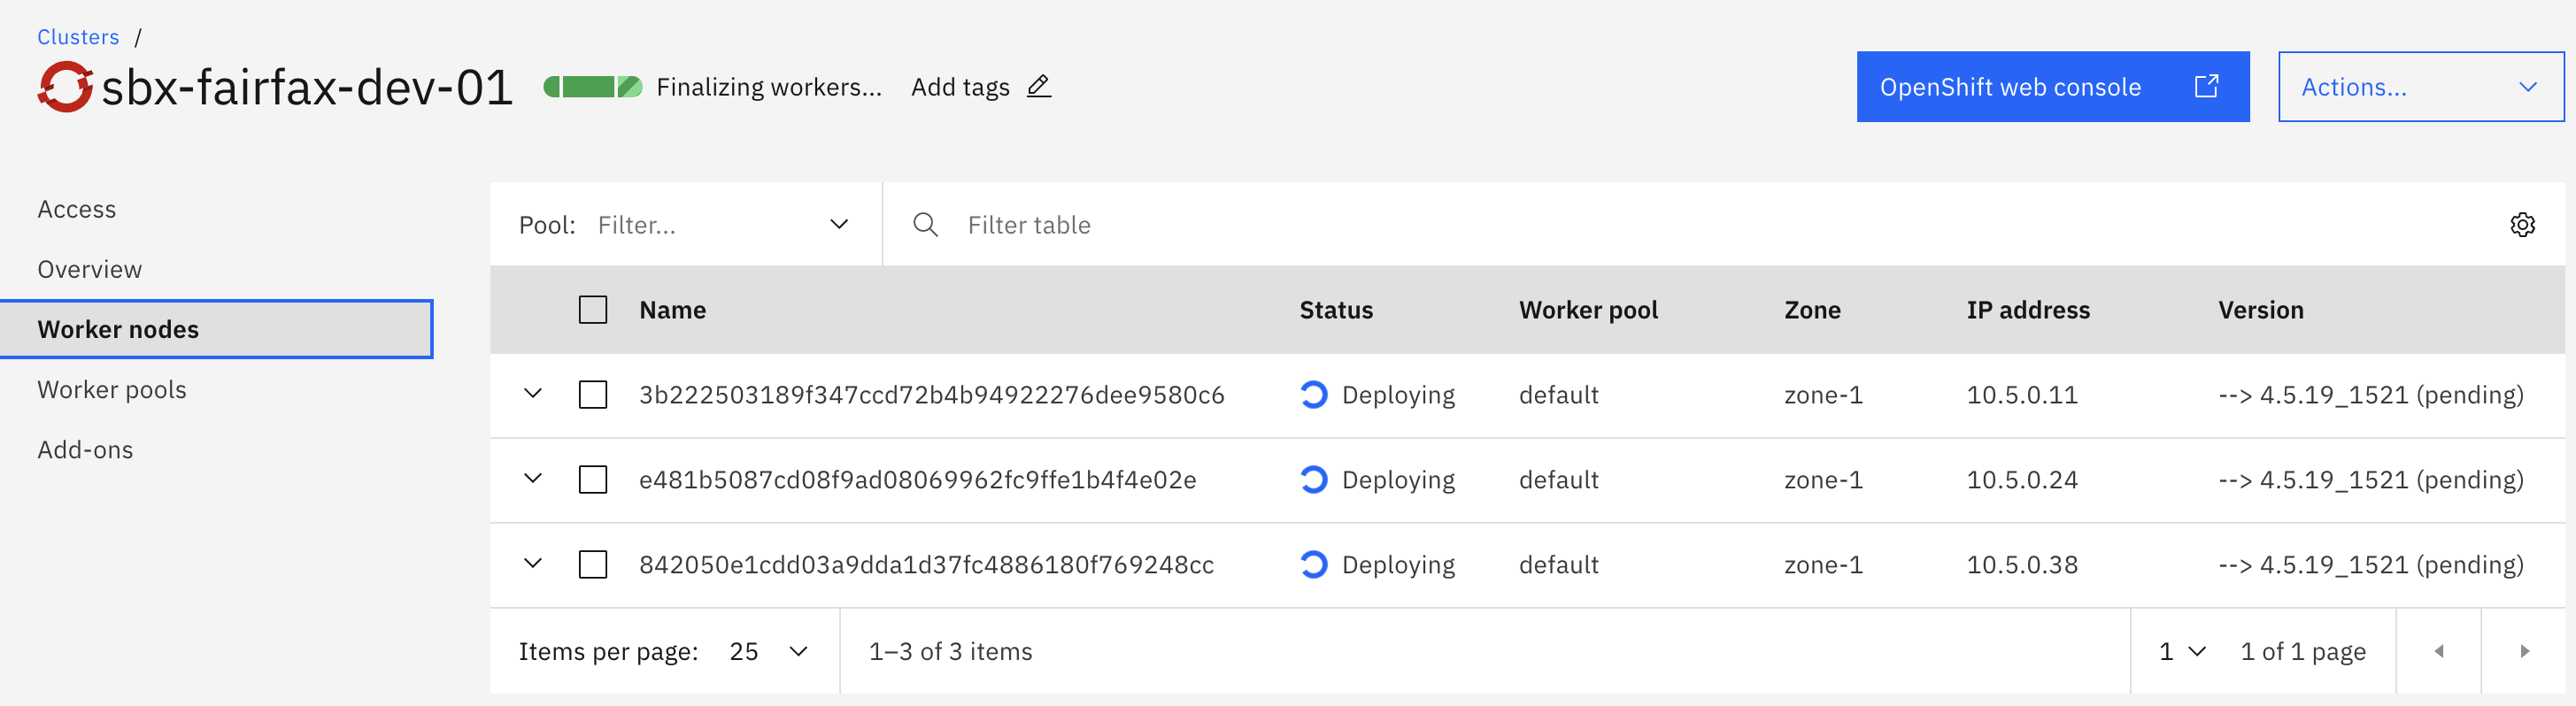 Clusters /
sbx-fairfax-dev-01 Finalizing workers... Add tags OpenShift web console Actions...
Access
Overview
Worker nodes
Worker pools
Add-ons
Pool: Filter... Filter table
Name Status Worker pool Zone IP address Version
3b222503189f347ccd72b4b94922276dee9580c6 Deploying default zone-1 10.5.0.11 --> 4.5.19_1521 (pending)
e481b5087cd08f9ad08069962fc9ffe1b4f4e02e Deploying default zone-1 10.5.0.24 --> 4.5.19_1521 (pending)
842050e1cdd03a9dda1d37fc4886180f769248cc Deploying default zone-1 10.5.0.38 --> 4.5.19_1521 (pending)
Items per page: 25 1–3 of 3 items 1 1 of 1 page